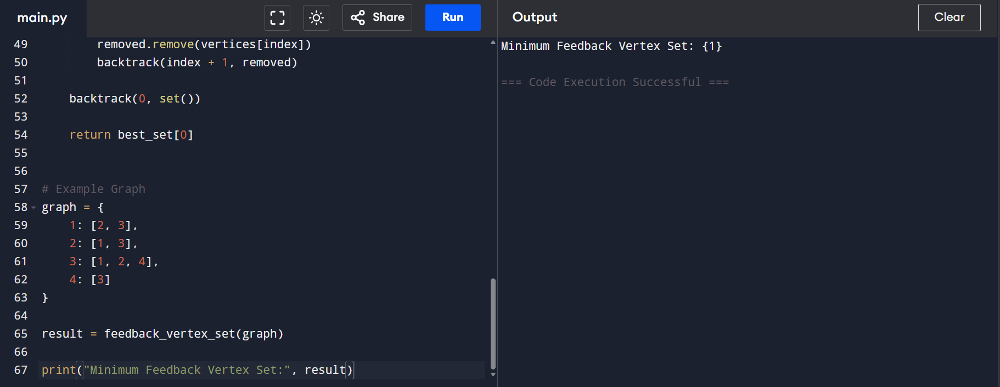 main.py
Share
Run
Output
Clear
49         removed.remove(vertices[index])
50         backtrack(index + 1, removed)
51
52     backtrack(0, set())
53
54     return best_set[0]
55
56
57 # Example Graph
58 graph = {
59     1: [2, 3],
60     2: [1, 3],
61     3: [1, 2, 4],
62     4: [3]
63 }
64
65 result = feedback_vertex_set(graph)
66
67 print("Minimum Feedback Vertex Set:", result)
Minimum Feedback Vertex Set: {1}
=== Code Execution Successful ===